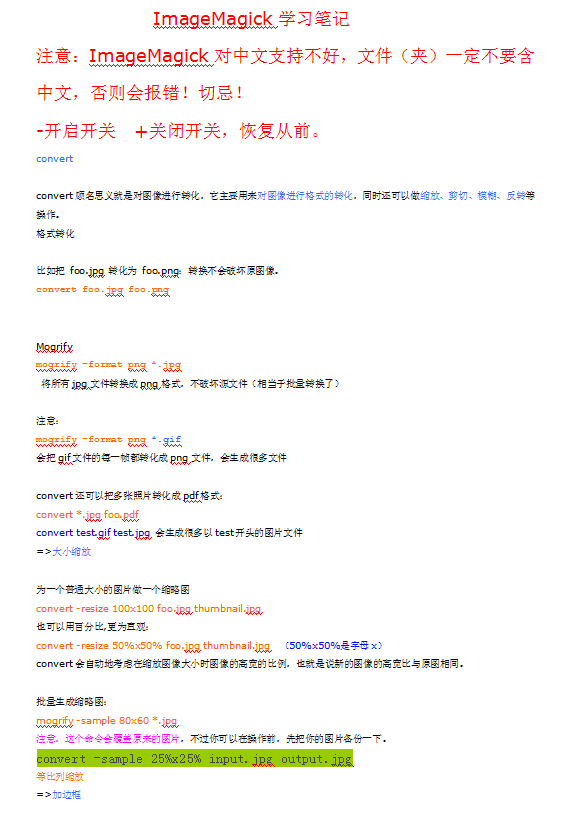 ImageMagick 学习笔记
注意：ImageMagick 对中文支持不好，文件（夹）一定不要含
中文，否则会报错！切忌！
-开启开关 +关闭开关，恢复从前。
convert
convert 顾名思义就是对图像进行转化，它主要用来对图像进行格式的转化，同时还可以做缩放、剪切、模糊、反转等
操作。
格式转化
比如把 foo.jpg 转化为 foo.png：转换不会破坏原图像。
convert foo.jpg foo.png
Mogrify
mogrify -format png *.jpg
将所有 jpg 文件转换成 png 格式，不破坏源文件（相当于批量转换了）
注意：
mogrify -format png *.gif
会把 gif 文件的每一帧都转化成 png 文件，会生成很多文件
convert 还可以把多张照片转化成 pdf 格式：
convert *.jpg foo.pdf
convert test.gif test.jpg 会生成很多以 test 开头的图片文件
=>大小缩放
为一个普通大小的图片做一个缩略图
convert -resize 100x100 foo.jpg thumbnail.jpg
也可以用百分比,更为直观：
convert -resize 50%x50% foo.jpg thumbnail.jpg （50%x50%是字母 x）
convert 会自动地考虑在缩放图像大小时图像的高宽的比例，也就是说新的图像的高宽比与原图相同。
批量生成缩略图：
mogrify -sample 80x60 *.jpg
注意，这个命令会覆盖原来的图片，不过你可以在操作前，先把你的图片备份一下。
convert -sample 25%x25% input.jpg output.jpg
等比列缩放
=>加边框